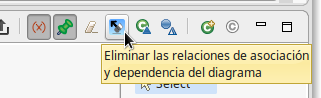 (x)
Eliminar las relaciones de asociación
y dependencia del diagrama
Select